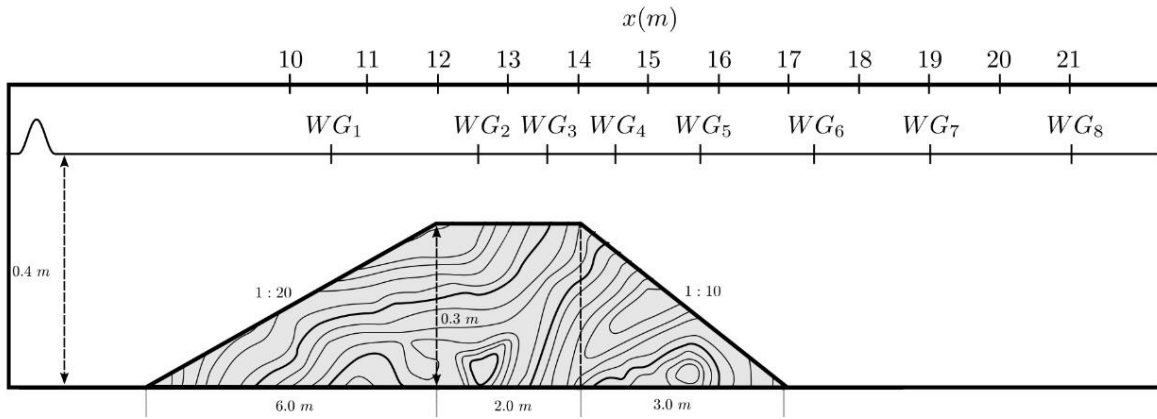 x(m)
10 11 12 13 14 15 16 17 18 19 20 21
WG₁ WG₂ WG₃ WG₄ WG₅ WG₆ WG₇ WG₈
0.4 m
1 : 20
1 : 10
0.3 m
6.0 m 2.0 m 3.0 m